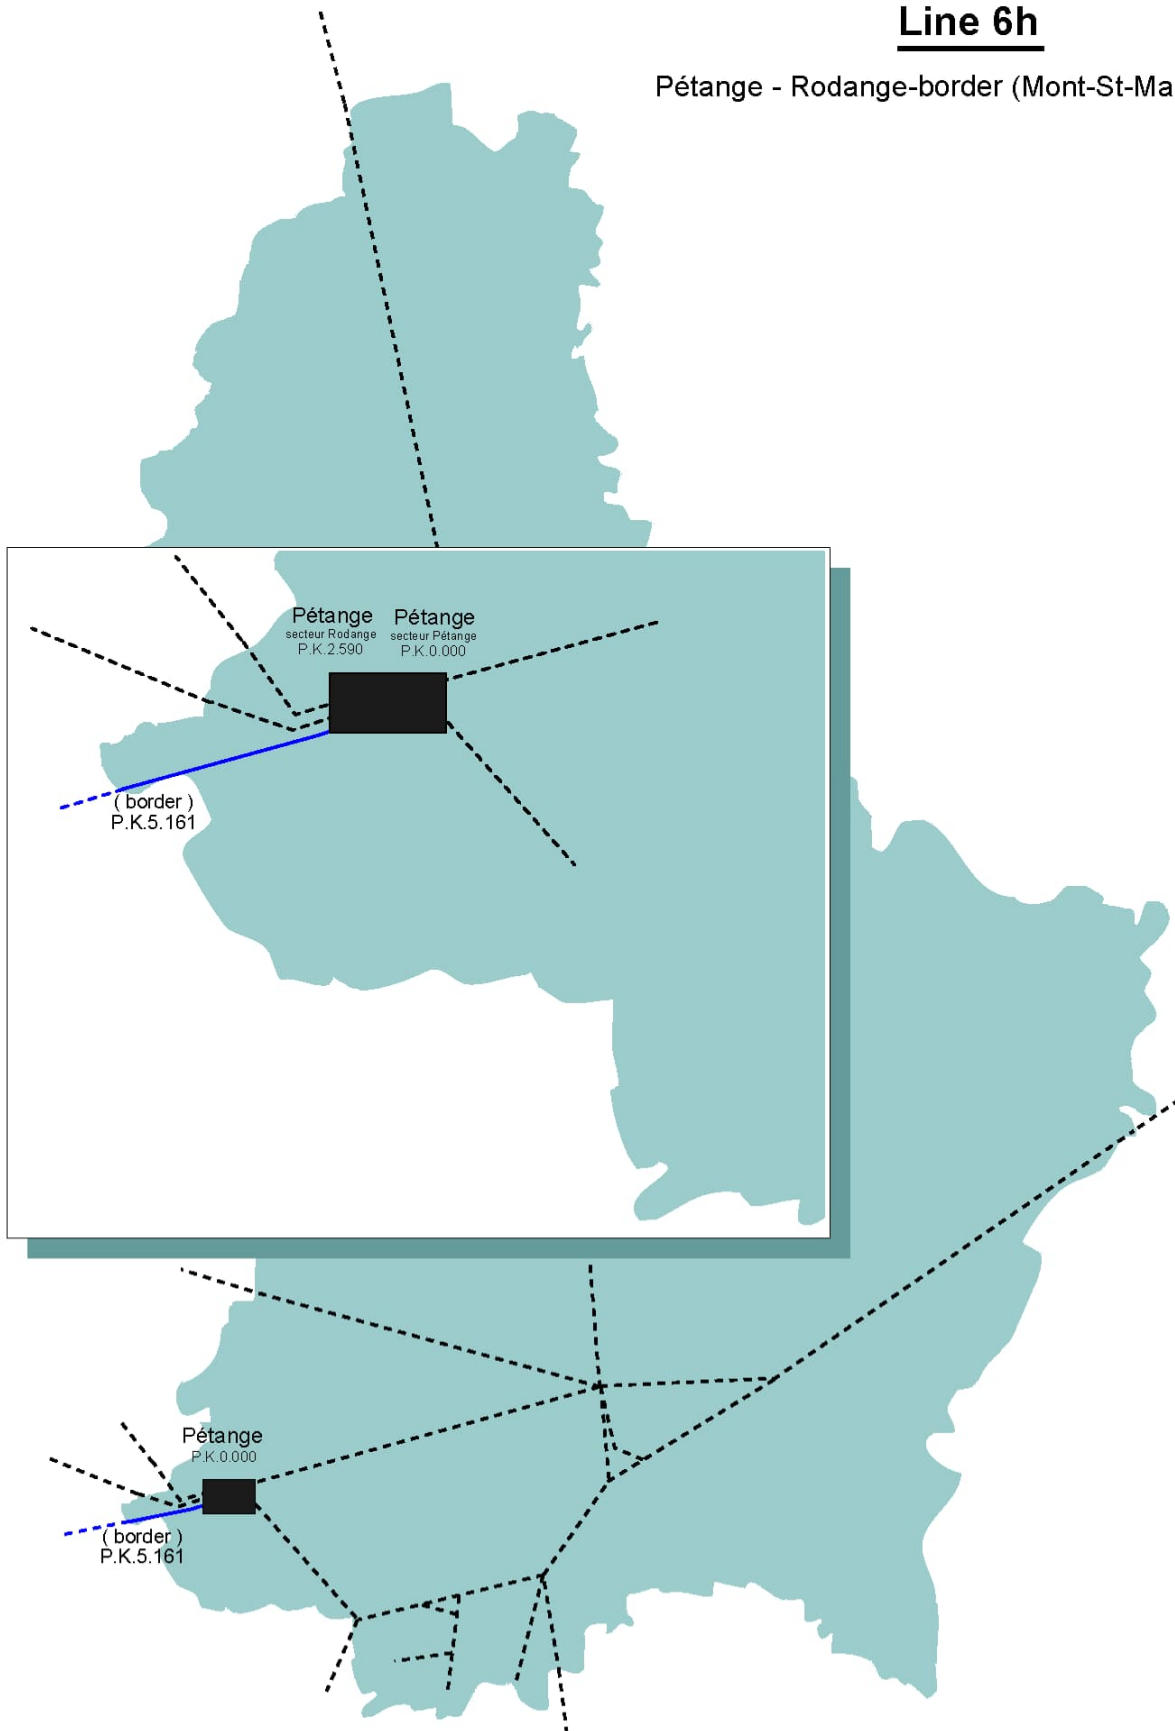 Line 6h
Pétange - Rodange-border (Mont-St-Ma
Pétange
secteur Rodange
P.K.2.590
Pétange
secteur Pétange
P.K.0.000
( border )
P.K.5.161
Pétange
P.K.0.000
( border )
P.K.5.161